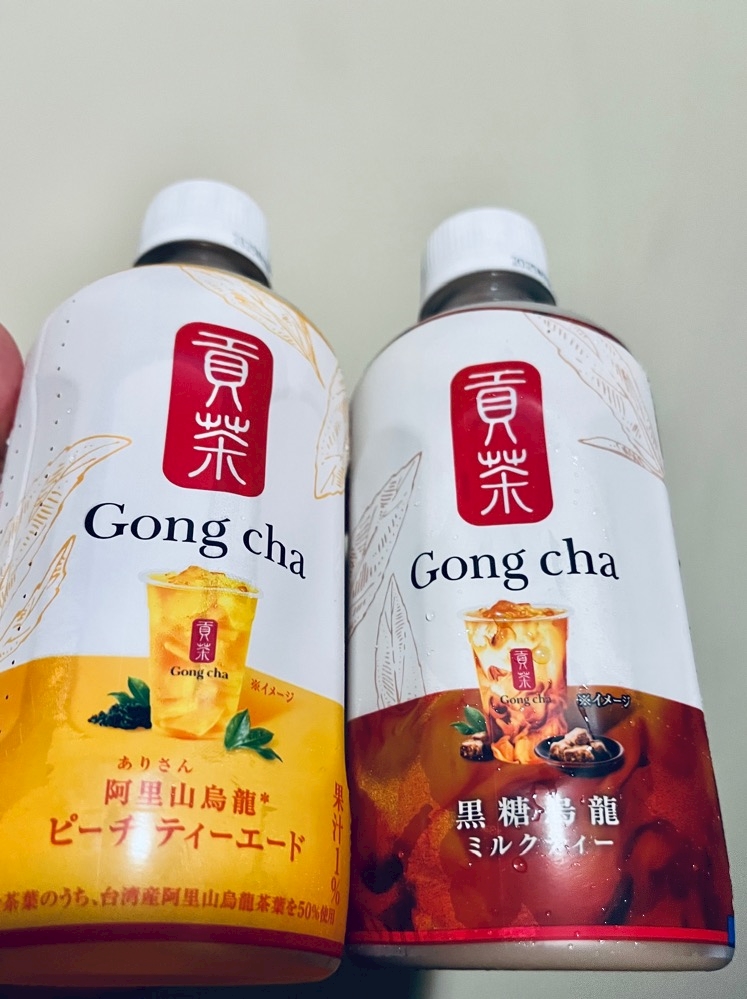 貢茶
Gong cha
貢茶
Gong cha
※イメージ
ありさん
阿里山烏龍*
ピーチティーエード
果汁1%
茶葉のうち、台湾産阿里山烏龍茶葉を50%使用
貢茶
Gong cha
貢茶
Gong cha
※イメージ
黒糖烏龍
ミルクティー